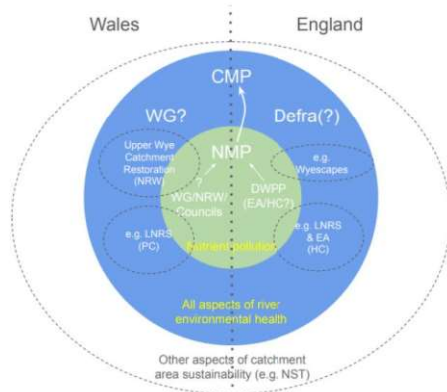 Wales
England
CMP
WG?
Defra(?)
Upper Wye
Catchment
Restoration
(NRW)
NMP
e.g.
Wyescapes
?
WG/NRW/
Councils
DWPP
(EA/HC?)
e.g. LNRS
(PC)
e.g. LNRS
& EA
(HC)
Nutrient pollution
All aspects of river
environmental health
Other aspects of catchment
area sustainability (e.g. NST)